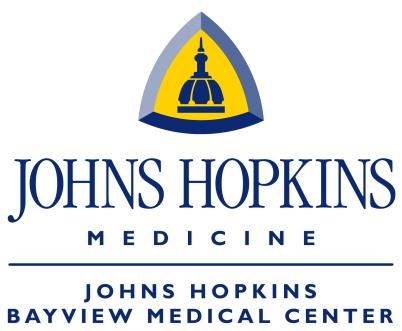 JOHNS HOPKINS
MEDICINE
JOHNS HOPKINS
BAYVIEW MEDICAL CENTER